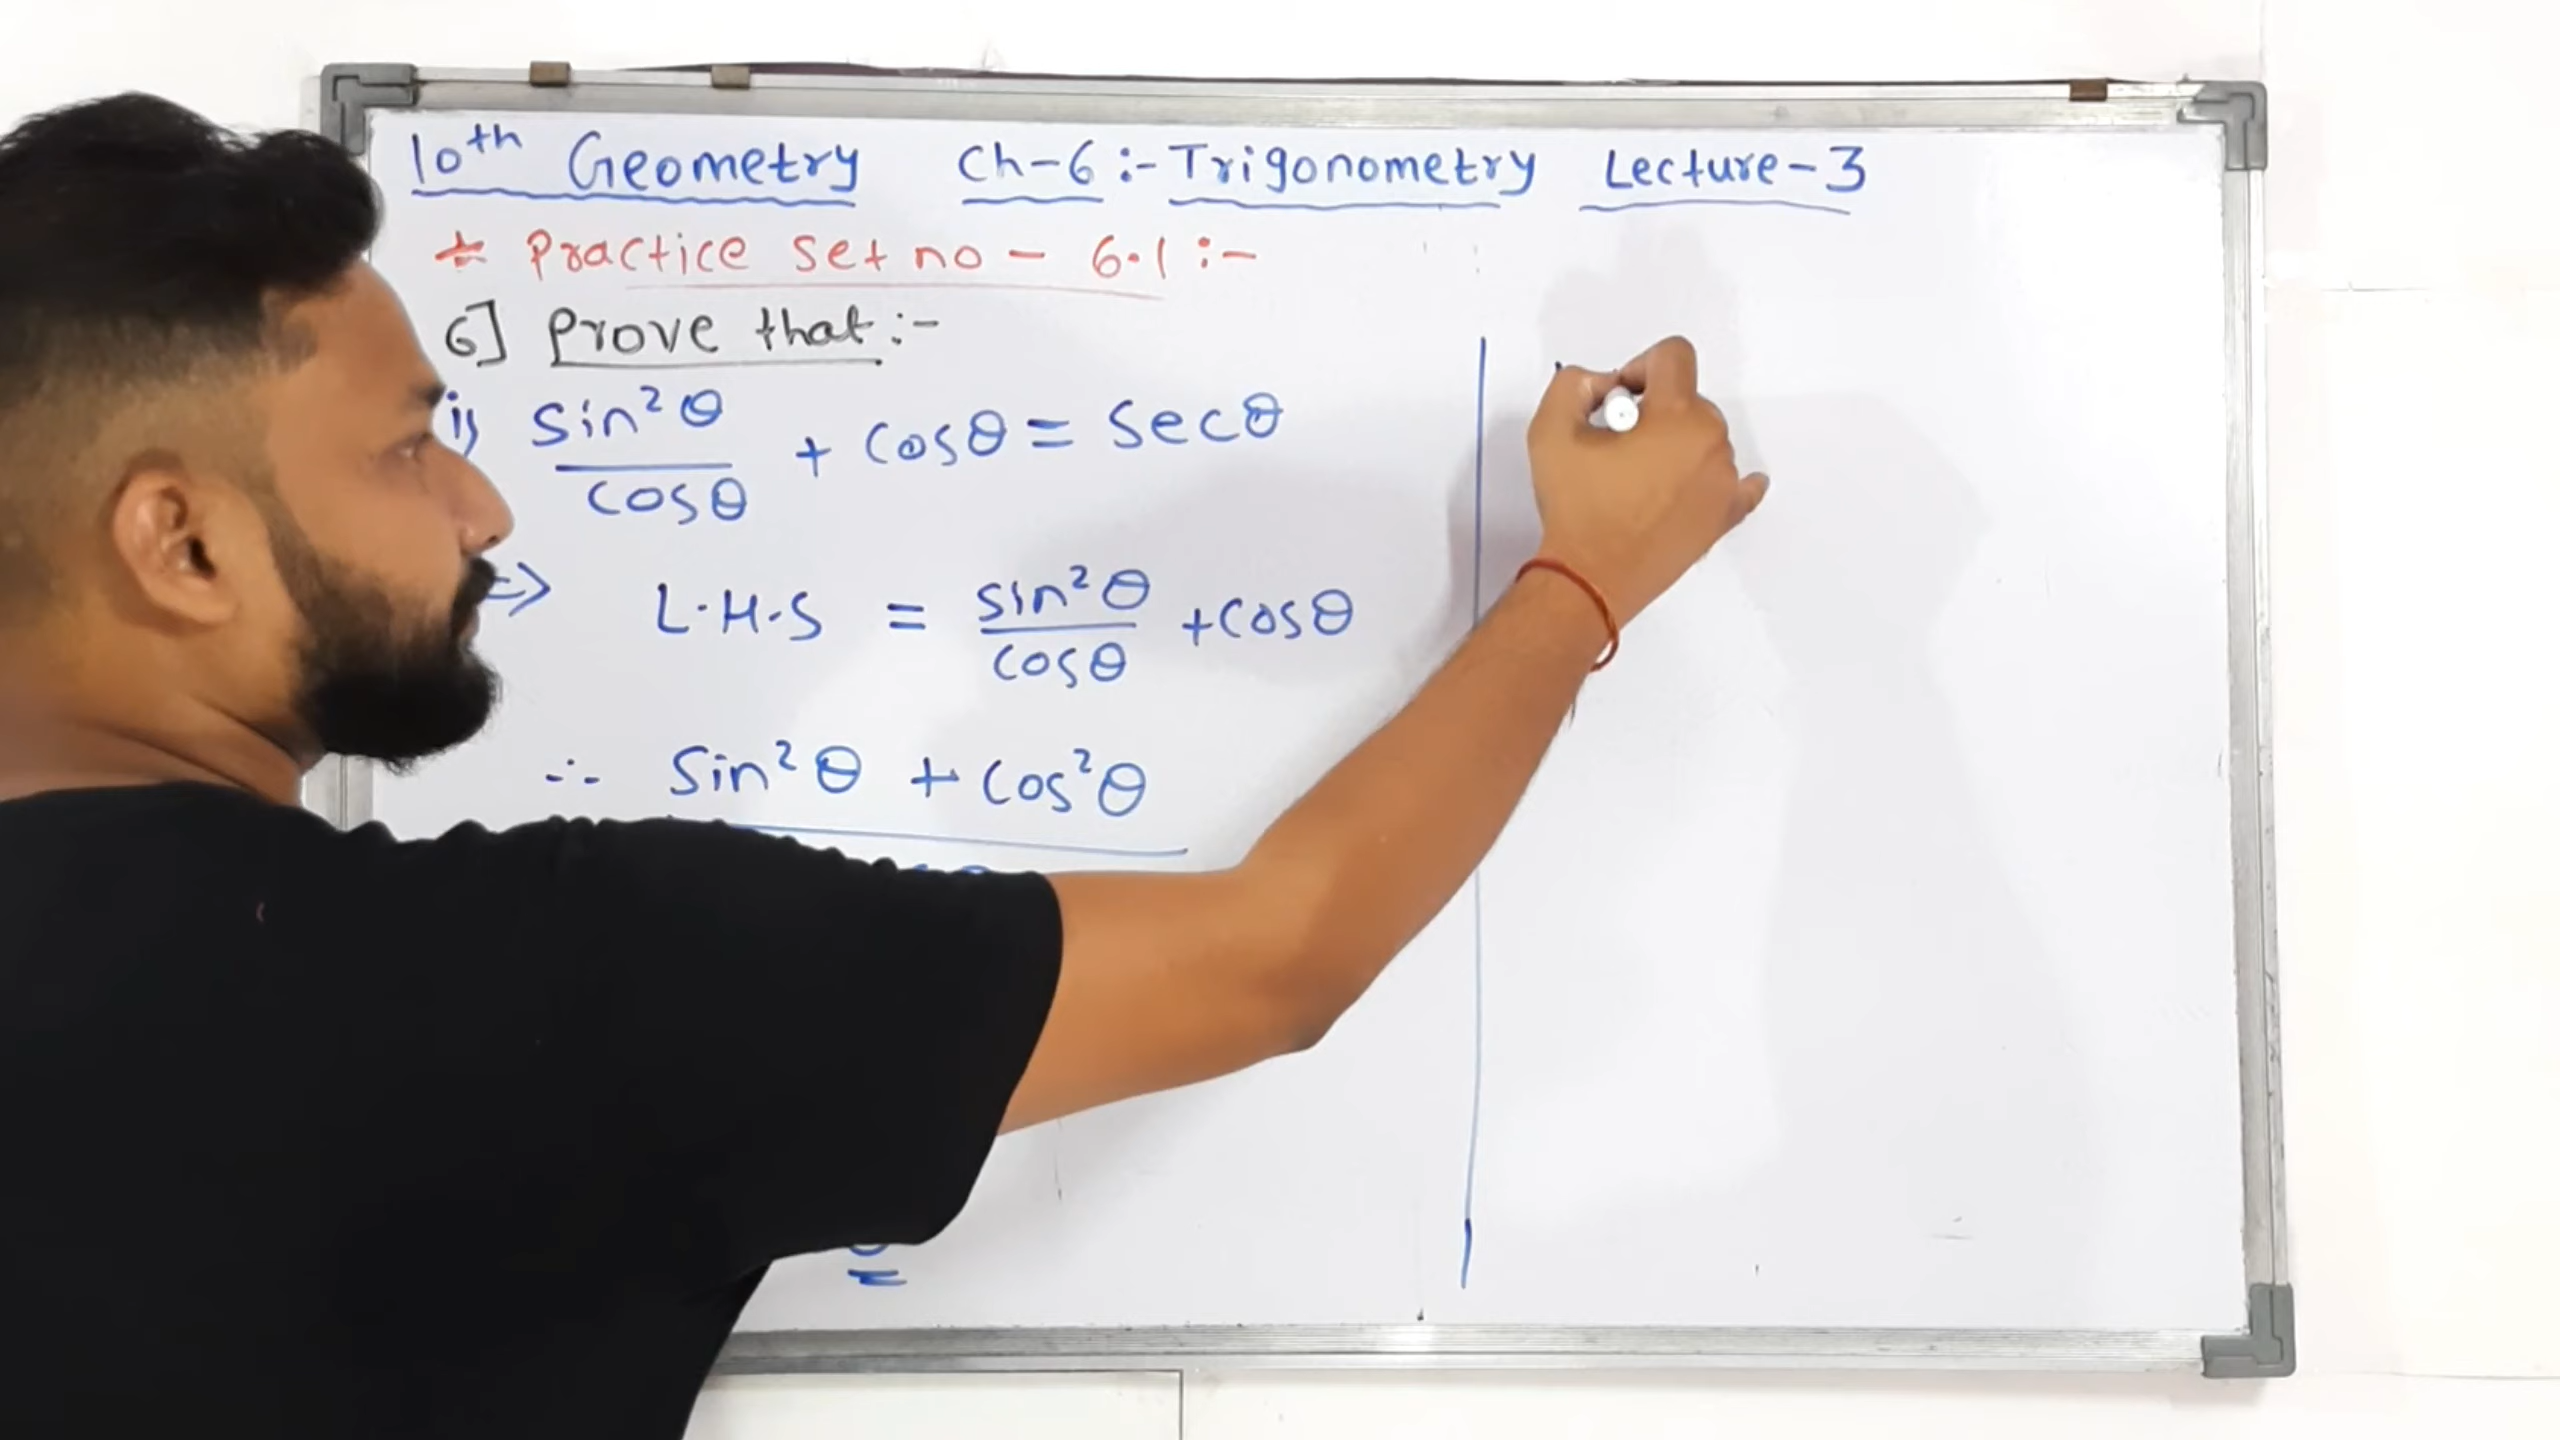 10th Geometry Ch-6:- Trigonometry Lecture-3
* Practice set no - 6.1:-
6] Prove that:-
i) sin²θ/cosθ + cosθ = secθ
=> L.H.S = sin²θ/cosθ + cosθ
∴ sin²θ + cos²θ